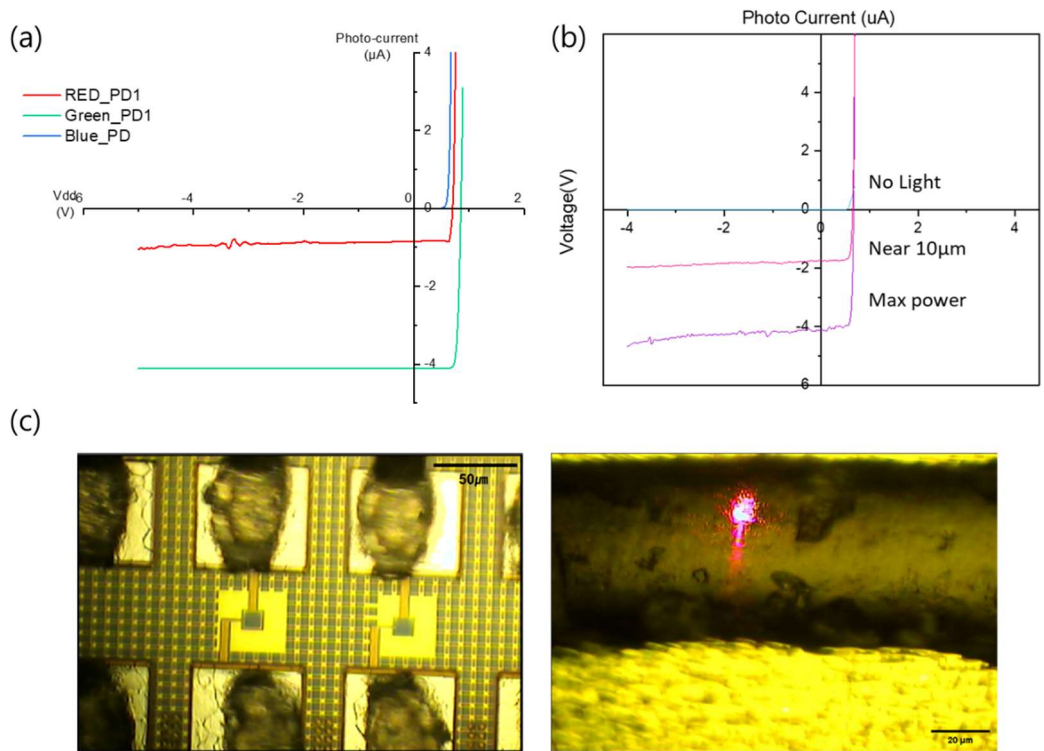 (a)
Photo-current
(µA)
4
2
0
-2
-4
RED_PD1
Green_PD1
Blue_PD
Vdd
(V)
-6
-4
-2
0
2
(b)
Photo Current (uA)
4
2
0
-2
-4
6
Voltage(V)
-4
-2
0
2
4
No Light
Near 10µm
Max power
(c)
50µm
20 µm